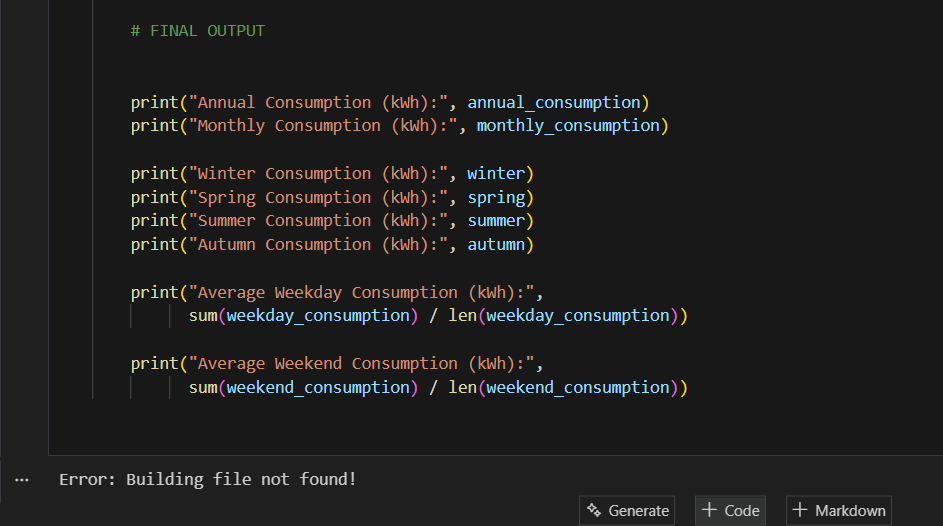 # FINAL OUTPUT
print("Annual Consumption (kWh):", annual_consumption)
print("Monthly Consumption (kWh):", monthly_consumption)
print("Winter Consumption (kWh):", winter)
print("Spring Consumption (kWh):", spring)
print("Summer Consumption (kWh):", summer)
print("Autumn Consumption (kWh):", autumn)
print("Average Weekday Consumption (kWh):",
sum(weekday_consumption) / len(weekday_consumption))
print("Average Weekend Consumption (kWh):",
sum(weekend_consumption) / len(weekend_consumption))
... Error: Building file not found!
Generate + Code + Markdown